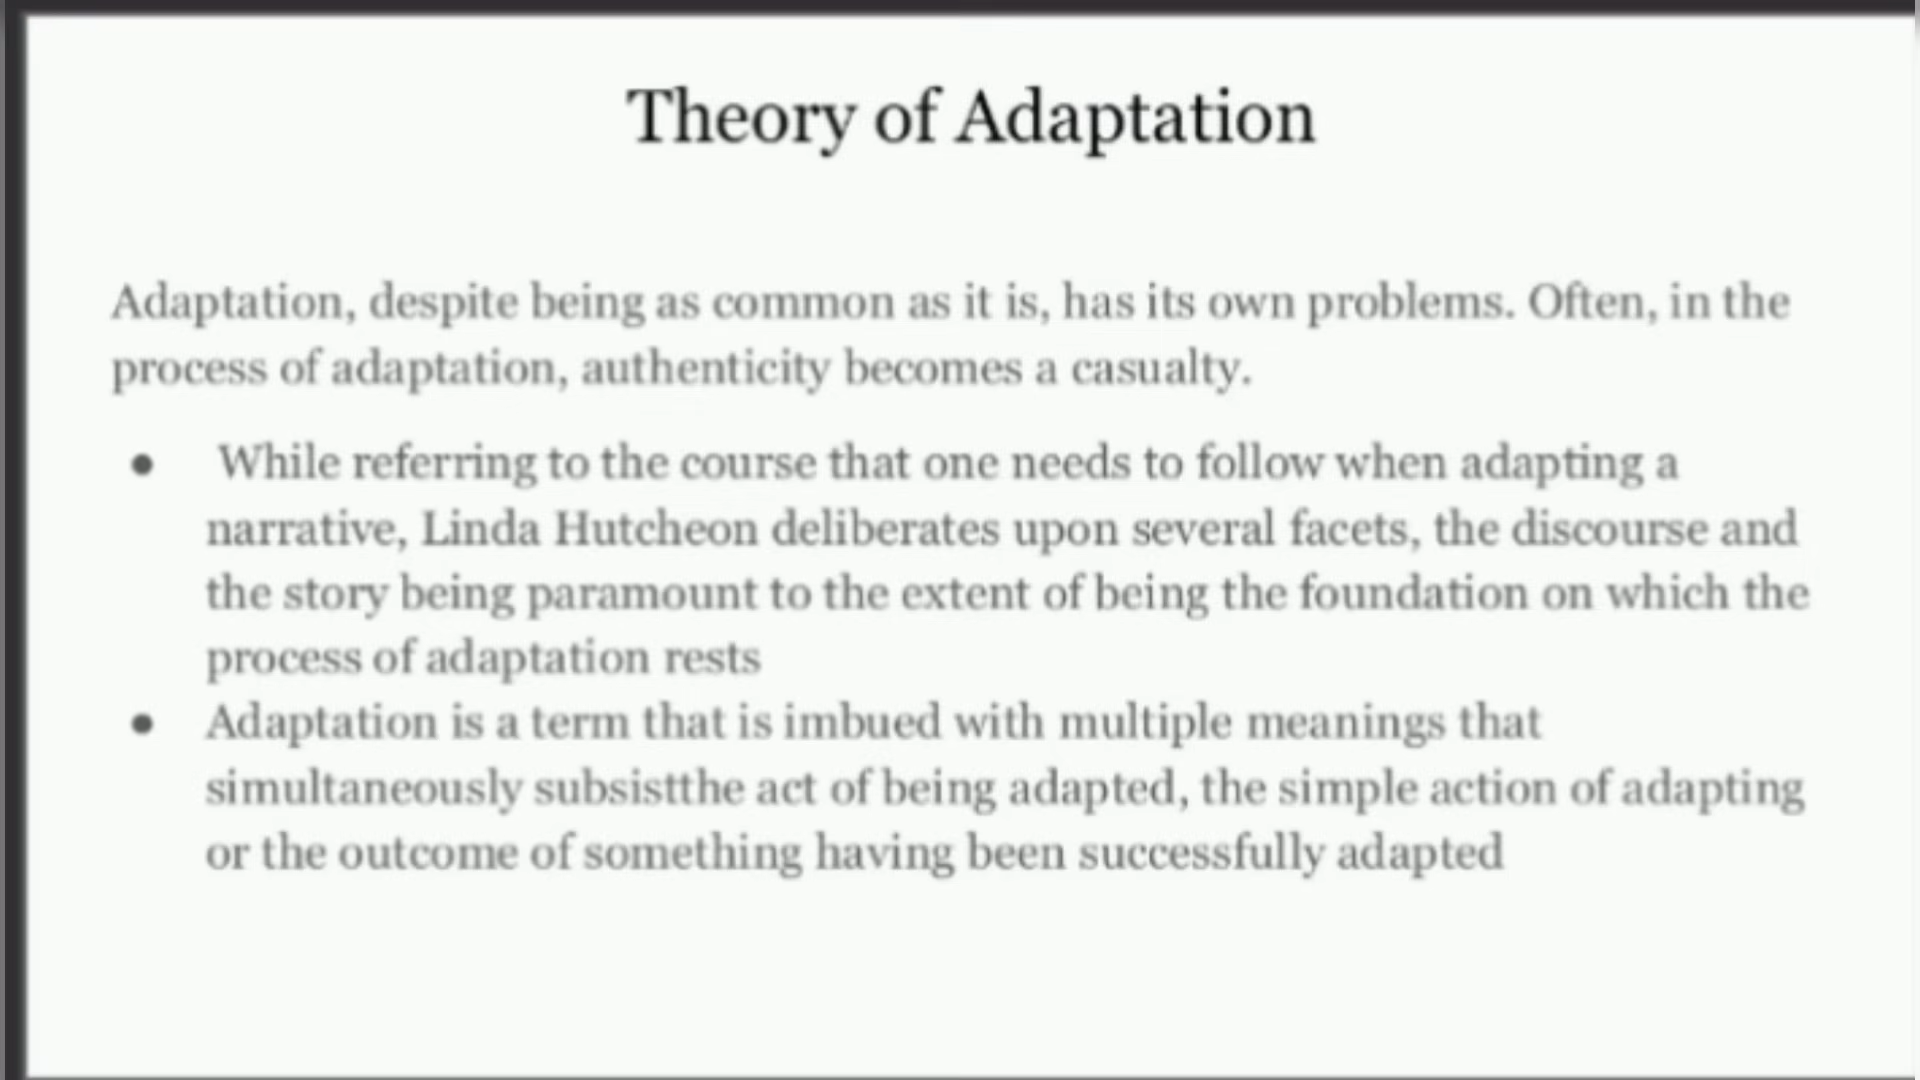 Theory of Adaptation
Adaptation, despite being as common as it is, has its own problems. Often, in the
process of adaptation, authenticity becomes a casualty.
● While referring to the course that one needs to follow when adapting a
narrative, Linda Hutcheon deliberates upon several facets, the discourse and
the story being paramount to the extent of being the foundation on which the
process of adaptation rests
● Adaptation is a term that is imbued with multiple meanings that
simultaneously subsistthe act of being adapted, the simple action of adapting
or the outcome of something having been successfully adapted